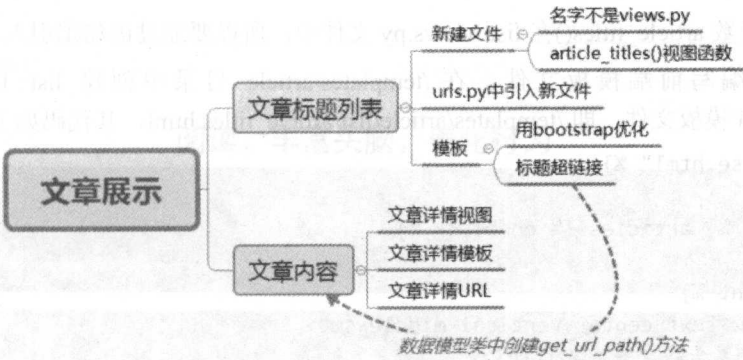 文章展示
文章标题列表
新建文件
名字不是views.py
article_titles()视图函数
urls.py中引入新文件
模板
用bootstrap优化
标题超链接
文章内容
文章详情视图
文章详情模板
文章详情URL
数据模型类中创建get_url_path()方法